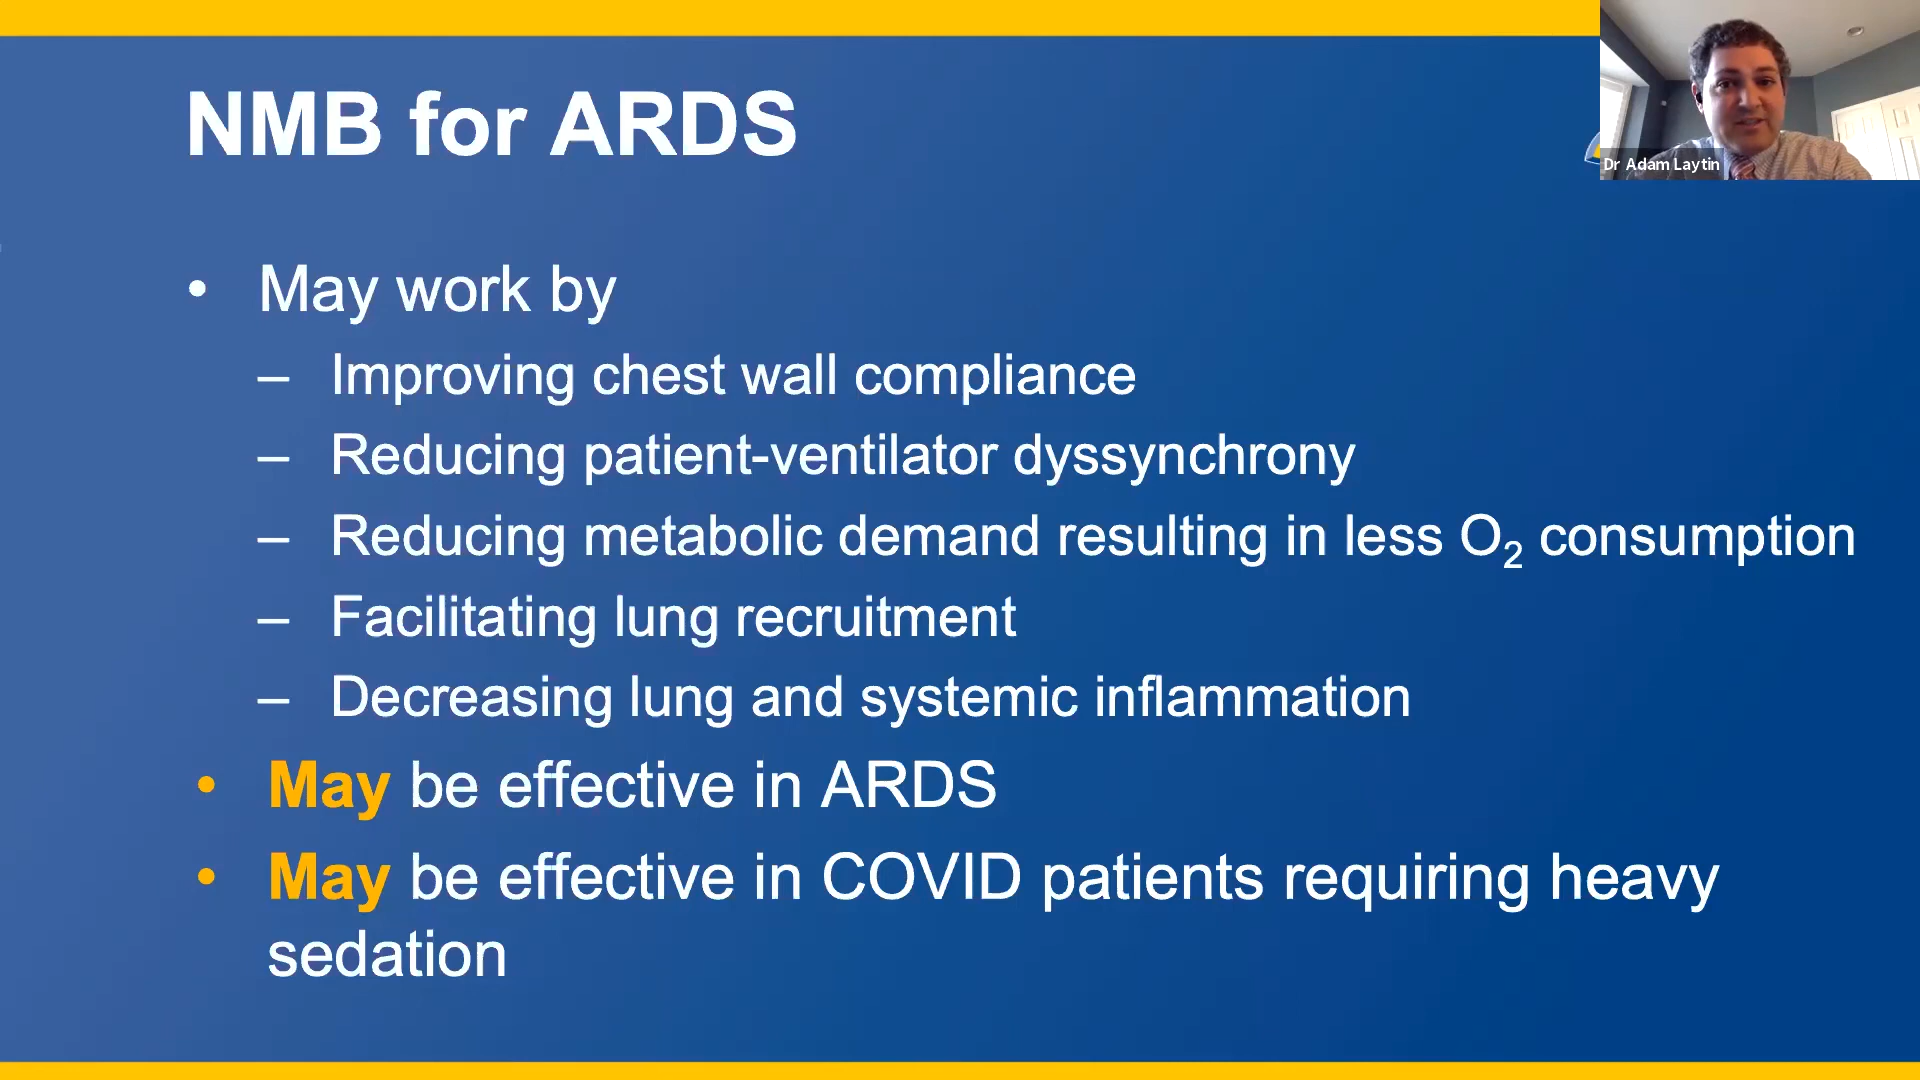 NMB for ARDS
Dr Adam Laytin
• May work by
– Improving chest wall compliance
– Reducing patient-ventilator dyssynchrony
– Reducing metabolic demand resulting in less O₂ consumption
– Facilitating lung recruitment
– Decreasing lung and systemic inflammation
• May be effective in ARDS
• May be effective in COVID patients requiring heavy
sedation